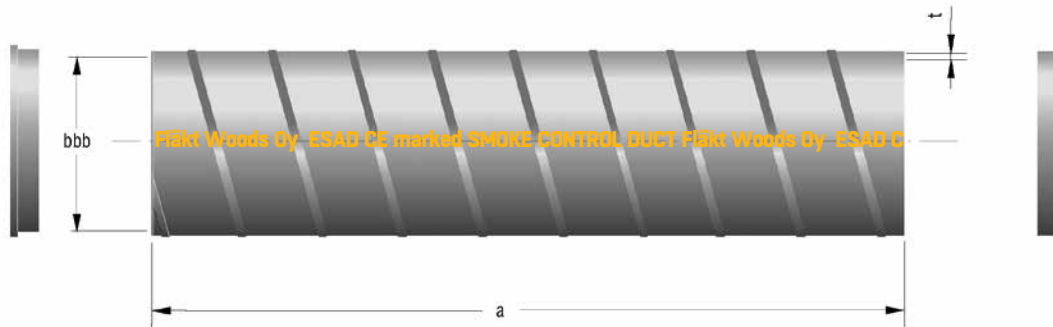 t
bbb
Fläkt Woods Oy ESAD CE marked SMOKE CONTROL DUCT Fläkt Woods Oy ESAD C
a